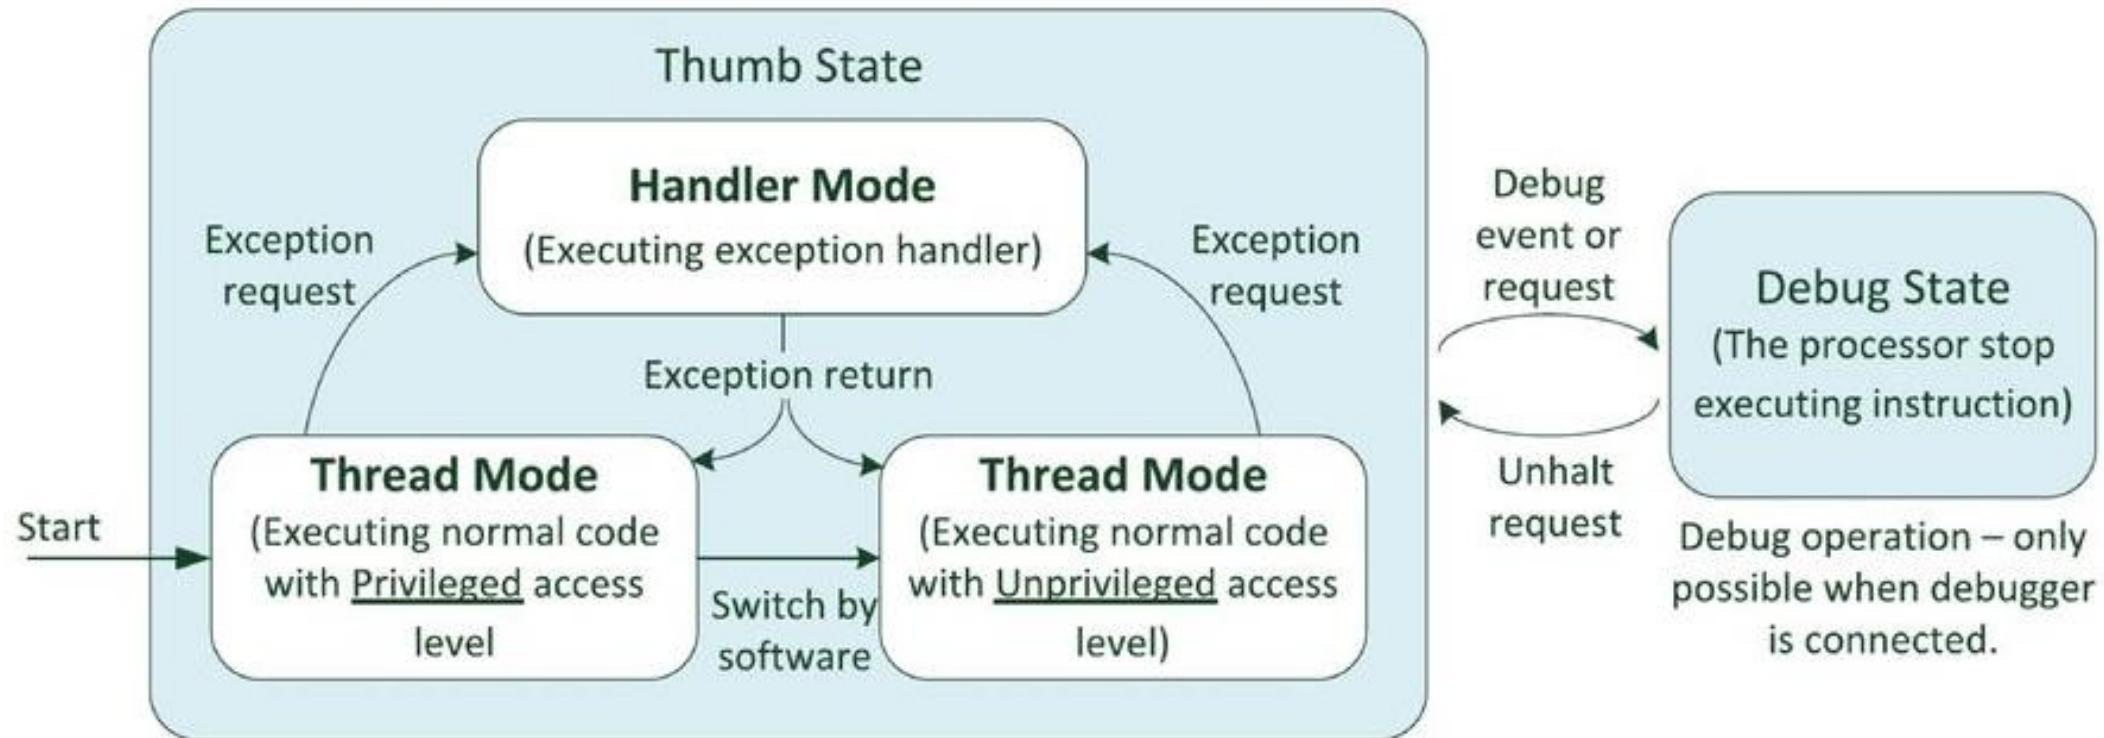 Thumb State
Handler Mode
(Executing exception handler)
Exception
request
Exception
request
Exception return
Start
Thread Mode
(Executing normal code
with Privileged access
level
Switch by
software
Thread Mode
(Executing normal code
with Unprivileged access
level)
Debug
event or
request
Unhalt
request
Debug State
(The processor stop
executing instruction)
Debug operation – only
possible when debugger
is connected.